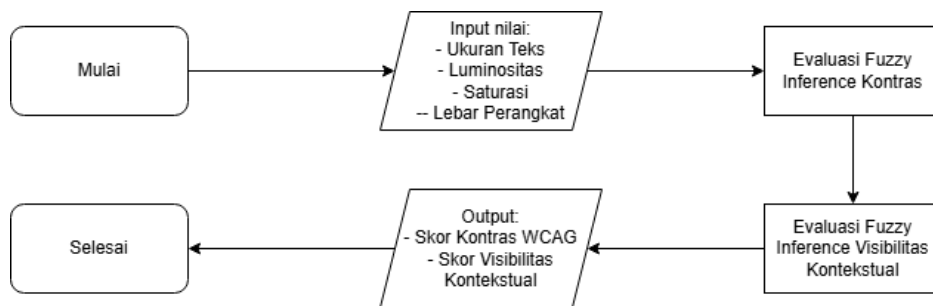 Mulai
Input nilai:
- Ukuran Teks
- Luminositas
- Saturasi
-- Lebar Perangkat
Evaluasi Fuzzy
Inference Kontras
Evaluasi Fuzzy
Inference Visibilitas
Kontekstual
Output:
- Skor Kontras WCAG
- Skor Visibilitas
Kontekstual
Selesai